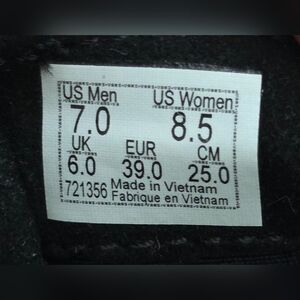 US Men US Women
7.0 8.5
UK EUR CM
6.0 39.0 25.0
721356 Made in Vietnam
Fabrique en Vietnam